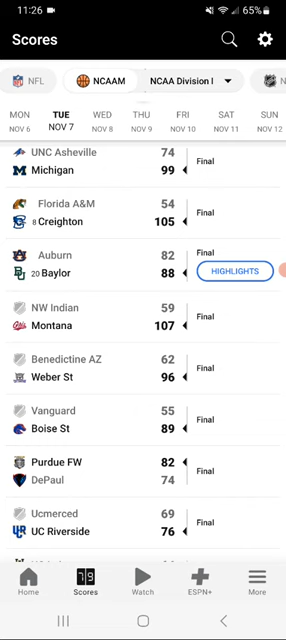 11:26
65%
Scores
NFL
NCAAM
NCAA Division I
N
MON
NOV 6
TUE
NOV 7
WED
NOV 8
THU
NOV 9
FRI
NOV 10
SAT
NOV 11
SUN
NOV 12
UNC Asheville 74
Michigan 99
Final
Florida A&M 54
8 Creighton 105
Final
Auburn 82
20 Baylor 88
Final
HIGHLIGHTS
NW Indian 59
Montana 107
Final
Benedictine AZ 62
Weber St 96
Final
Vanguard 55
Boise St 89
Final
Purdue FW 82
DePaul 74
Final
Ucmerced 69
UC Riverside 76
Final
Home
Scores
Watch
ESPN+
More